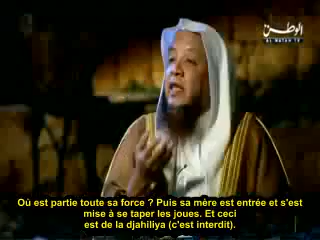 الوطن
AL WATAN TV
Où est partie toute sa force ? Puis sa mère est entrée et s'est
mise à se taper les joues. Et ceci
est de la djahiliya (c'est interdit).